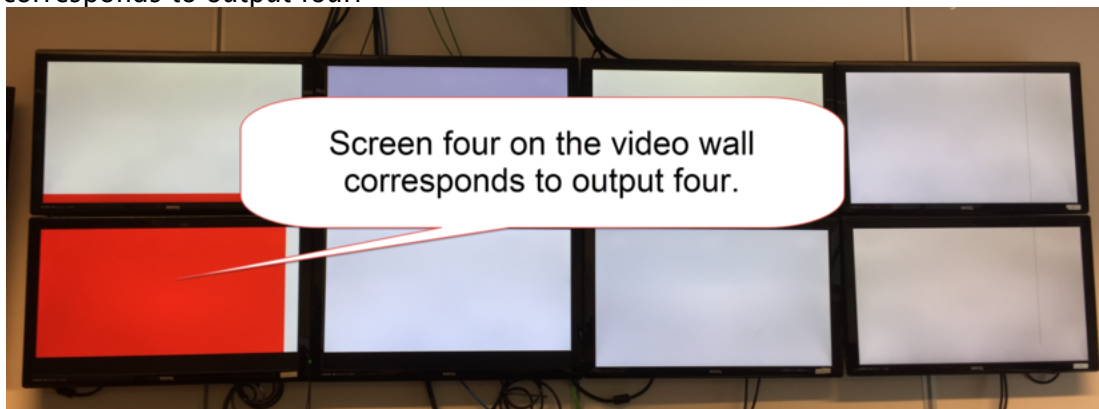 corresponds to output four.
Screen four on the video wall
corresponds to output four.